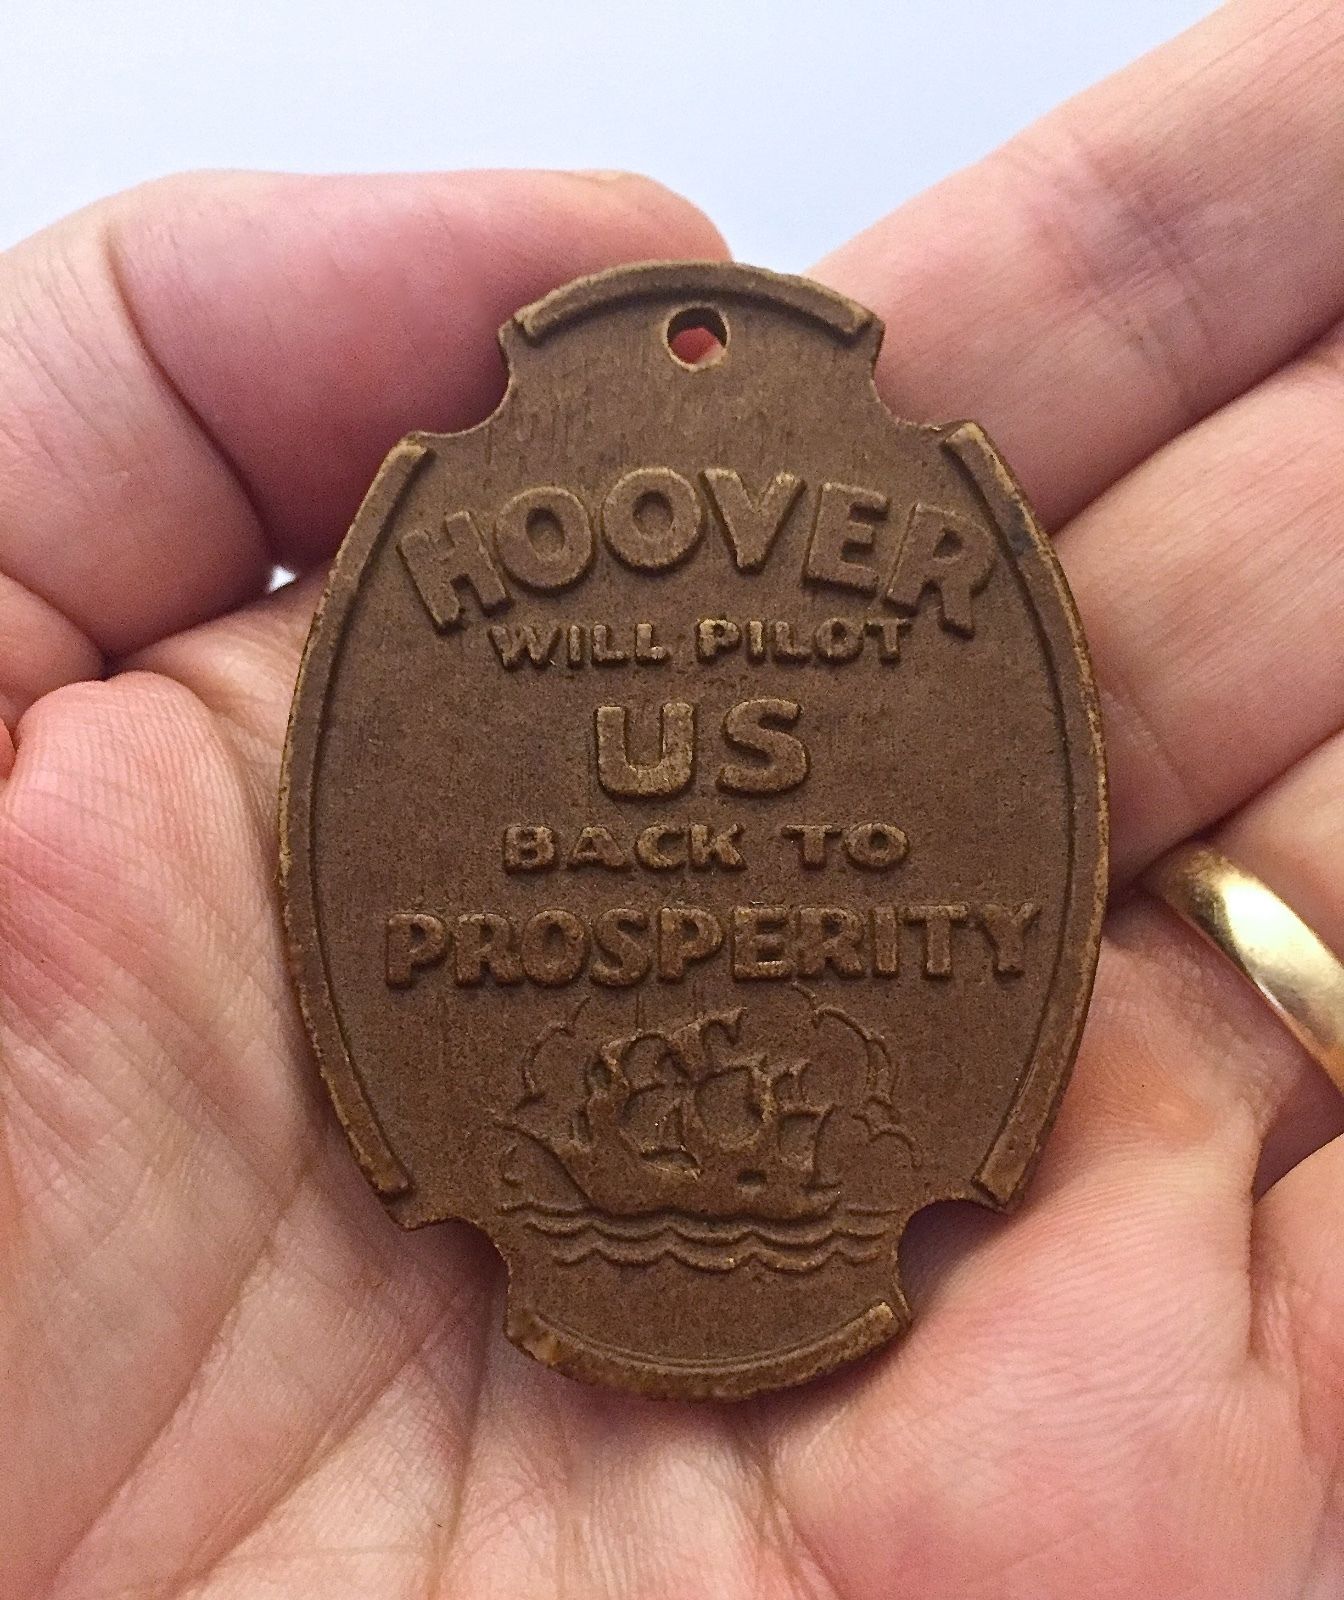 HOOVER
WILL PILOT
US
BACK TO
PROSPERITY